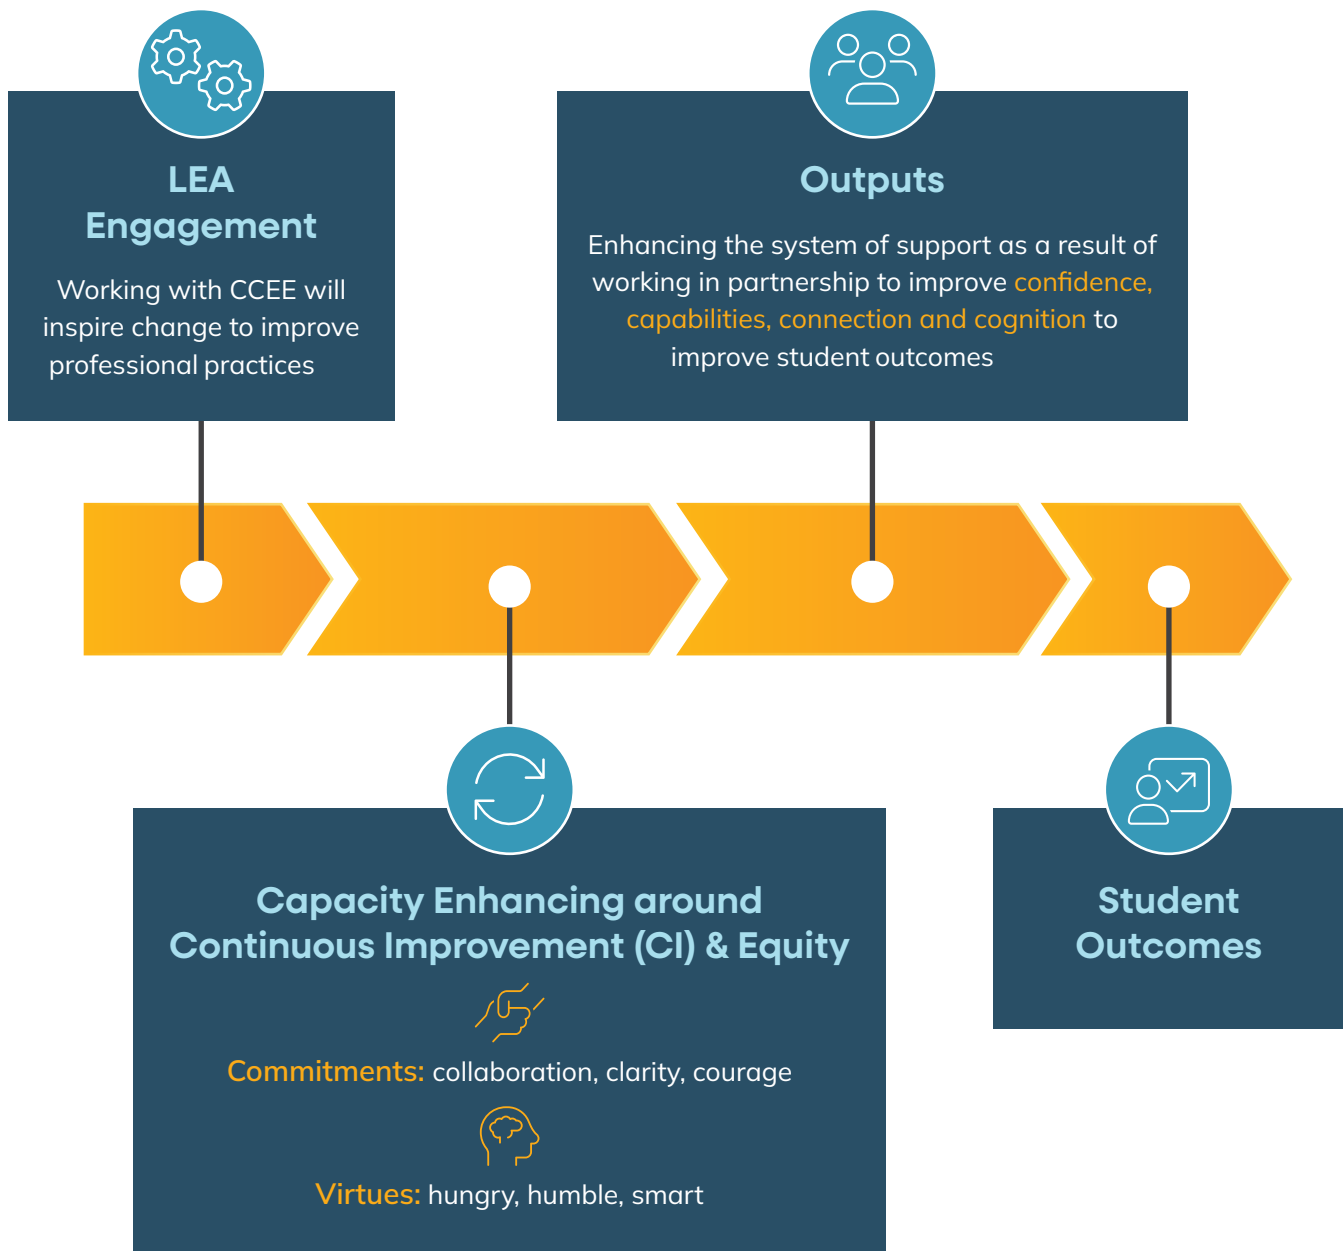 LEA
Engagement
Working with CCEE will
inspire change to improve
professional practices
Outputs
Enhancing the system of support as a result of
working in partnership to improve confidence,
capabilities, connection and cognition to
improve student outcomes
Capacity Enhancing around
Continuous Improvement (CI) & Equity
Commitments: collaboration, clarity, courage
Virtues: hungry, humble, smart
Student
Outcomes